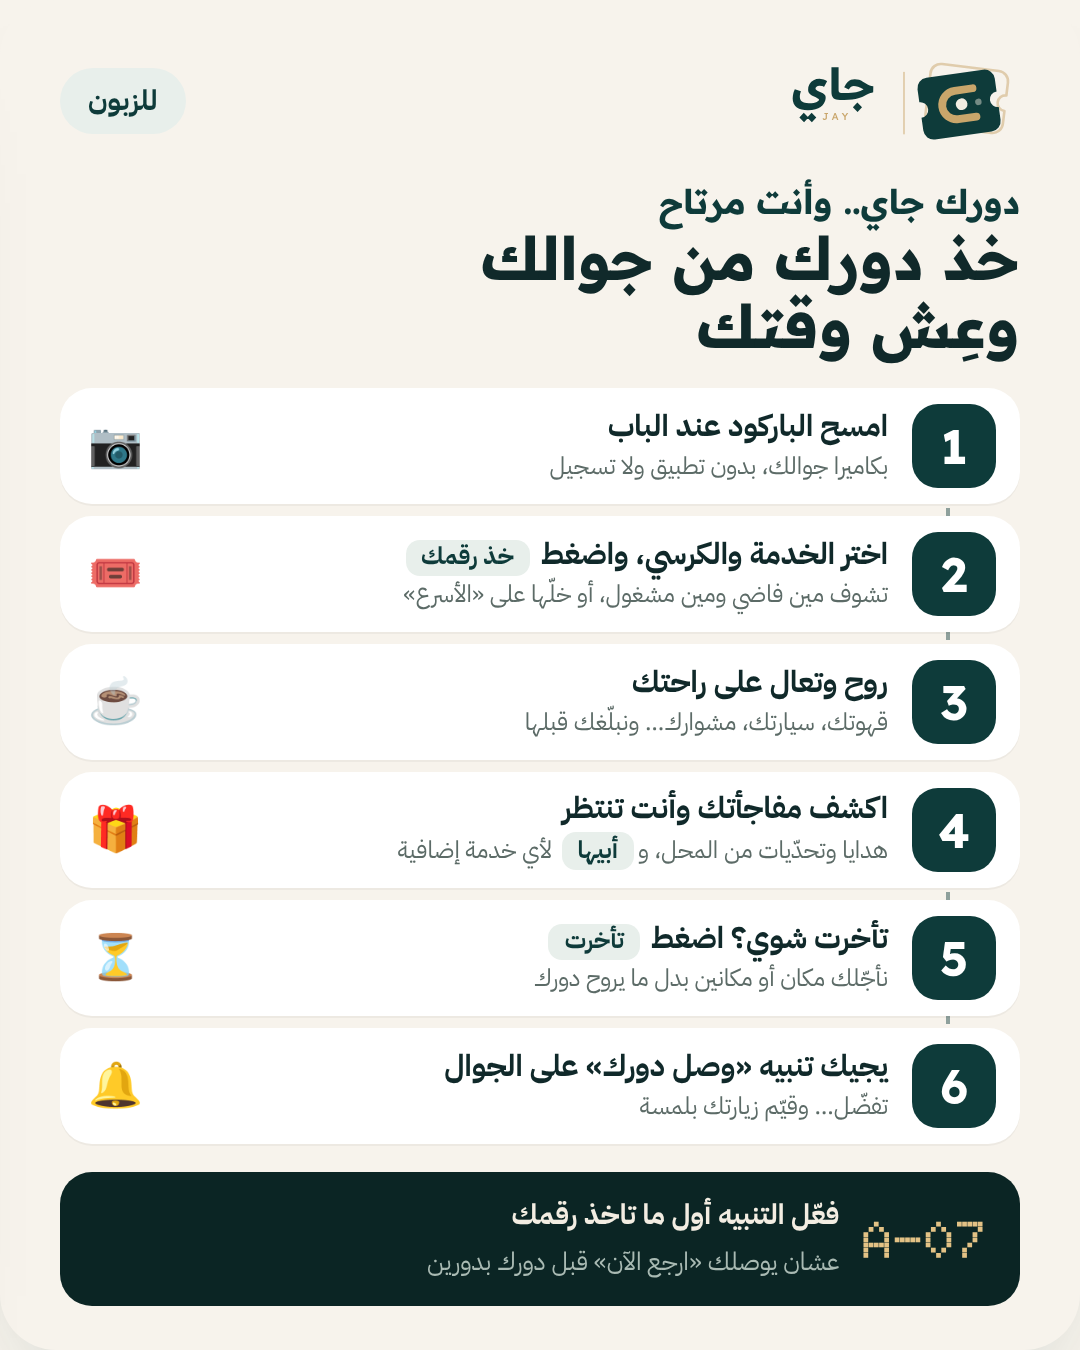 جاي
JAY
للزبون
دورك جاي.. وأنت مرتاح
خذ دورك من جوالك
وعِش وقتك
1
امسح الباركود عند الباب
بكاميرا جوالك، بدون تطبيق ولا تسجيل
2
اختر الخدمة والكرسي، واضغط خذ رقمك
تشوف مين فاضي ومين مشغول، أو خلّها على «الأسرع»
3
روح وتعال على راحتك
قهوتك، سيارتك، مشوارك... ونبلّغك قبلها
4
اكشف مفاجأتك وأنت تنتظر
هدايا وتحدّيات من المحل، و أبيها لأي خدمة إضافية
5
تأخرت شوي؟ اضغط تأخرت
نأجّلك مكان أو مكانين بدل ما يروح دورك
6
يجيك تنبيه «وصل دورك» على الجوال
تفضّل... وقيّم زيارتك بلمسة
A-07
فعّل التنبيه أول ما تاخذ رقمك
عشان يوصلك «ارجع الآن» قبل دورك بدورين